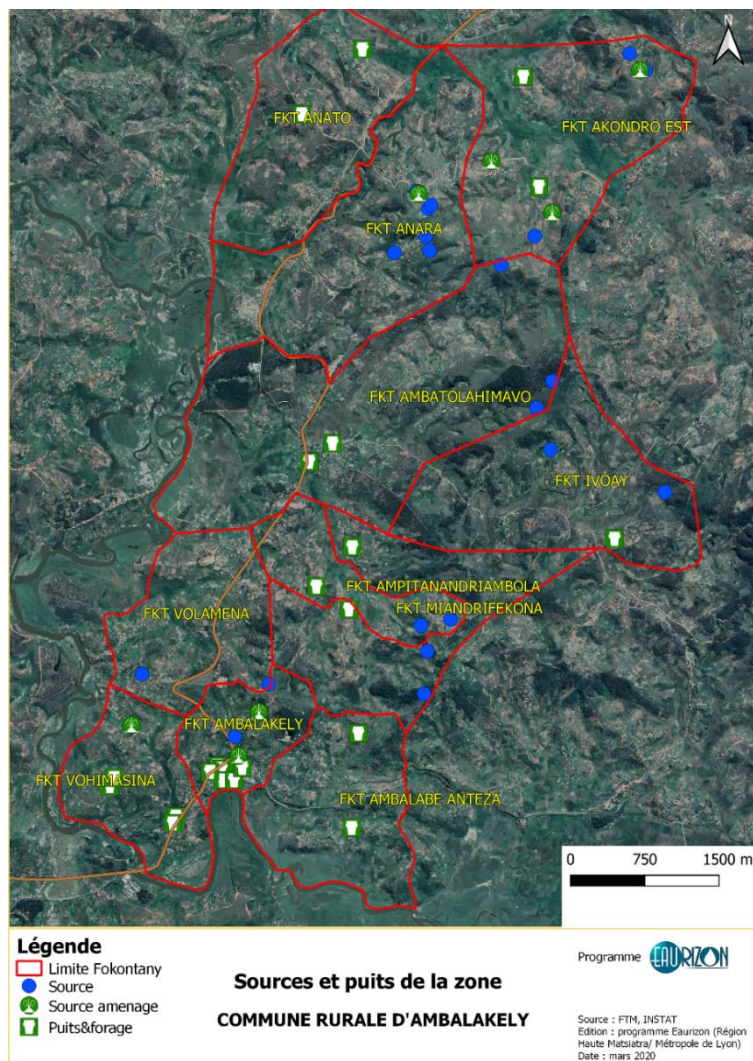 N
FKT ANATO
FKT AKONDRO EST
FKT ANARA
FKT AMBATOLAHIMAVO
FKT IVOAY
FKT AMPITANANDRIAMBOLA
FKT VOLAMENA
FKT MIANDRIFEKONA
FKT AMBALAKELY
FKT VOHIMASINA
FKT AMBALABE ANTEZA
0 750 1500 m
Légende
Limite Fokontany
Source
Source amenage
Puits&forage
Sources et puits de la zone
COMMUNE RURALE D'AMBALAKELY
Programme EAURIZON
Source : FTM, INSTAT
Edition : programme Eaurizon (Région
Haute Matsiatra/ Métropole de Lyon)
Date : mars 2020